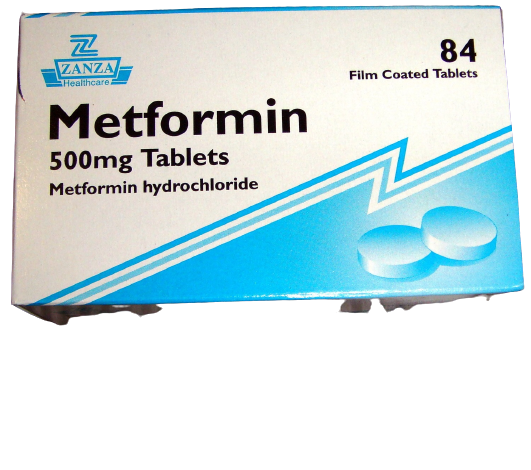 ZANZA
Healthcare
84
Film Coated Tablets
Metformin
500mg Tablets
Metformin hydrochloride